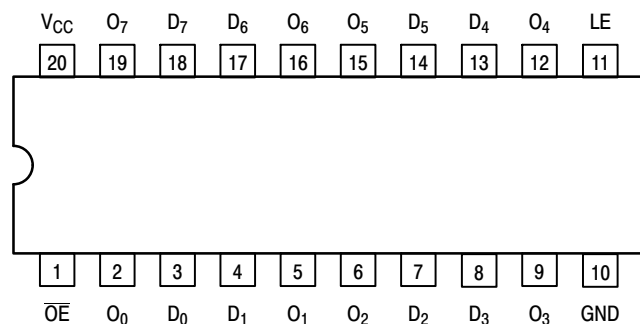 V_CC O₇ D₇ D₆ O₆ O₅ D₅ D₄ O₄ LE
20 19 18 17 16 15 14 13 12 11
1 2 3 4 5 6 7 8 9 10
O̅E̅ O₀ D₀ D₁ O₁ O₂ D₂ D₃ O₃ GND